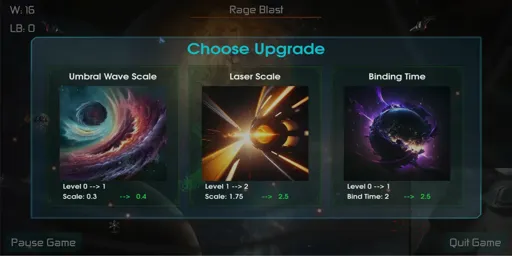 W: 16
Rage Blast
LB: 0
Choose Upgrade
Umbral Wave Scale
Laser Scale
Binding Time
Level 0 --> 1
Scale: 0.3 --> 0.4
Level 1 --> 2
Scale: 1.75 --> 2.5
Level 0 --> 1
Bind Time: 2 --> 2.5
Pause Game
Quit Game